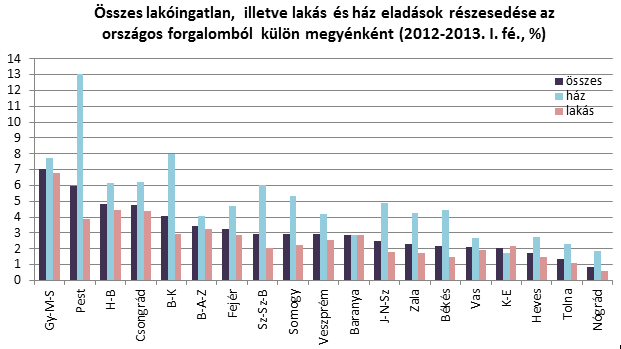 Összes lakóingatlan, illetve lakás és ház eladások részesedése az
országos forgalomból külön megyénként (2012-2013. I. fé., %)
14
13
12
11
10
9
8
7
6
5
4
3
2
1
0
összes
ház
lakás
Gy-M-S
Pest
H-B
Csongrád
B-K
B-A-Z
Fejér
Sz-Sz-B
Somogy
Veszprém
Baranya
J-N-Sz
Zala
Békés
Vas
K-E
Heves
Tolna
Nógrád